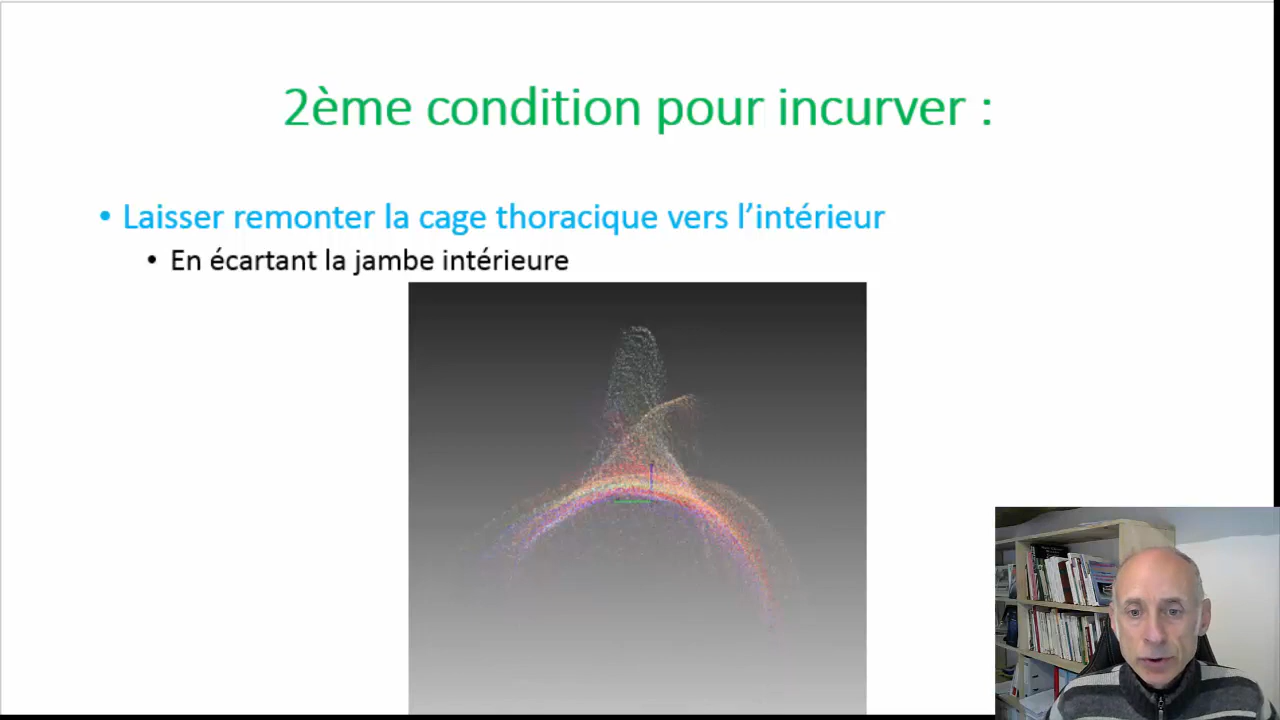 2ème condition pour incurver :
• Laisser remonter la cage thoracique vers l’intérieur
• En écartant la jambe intérieure